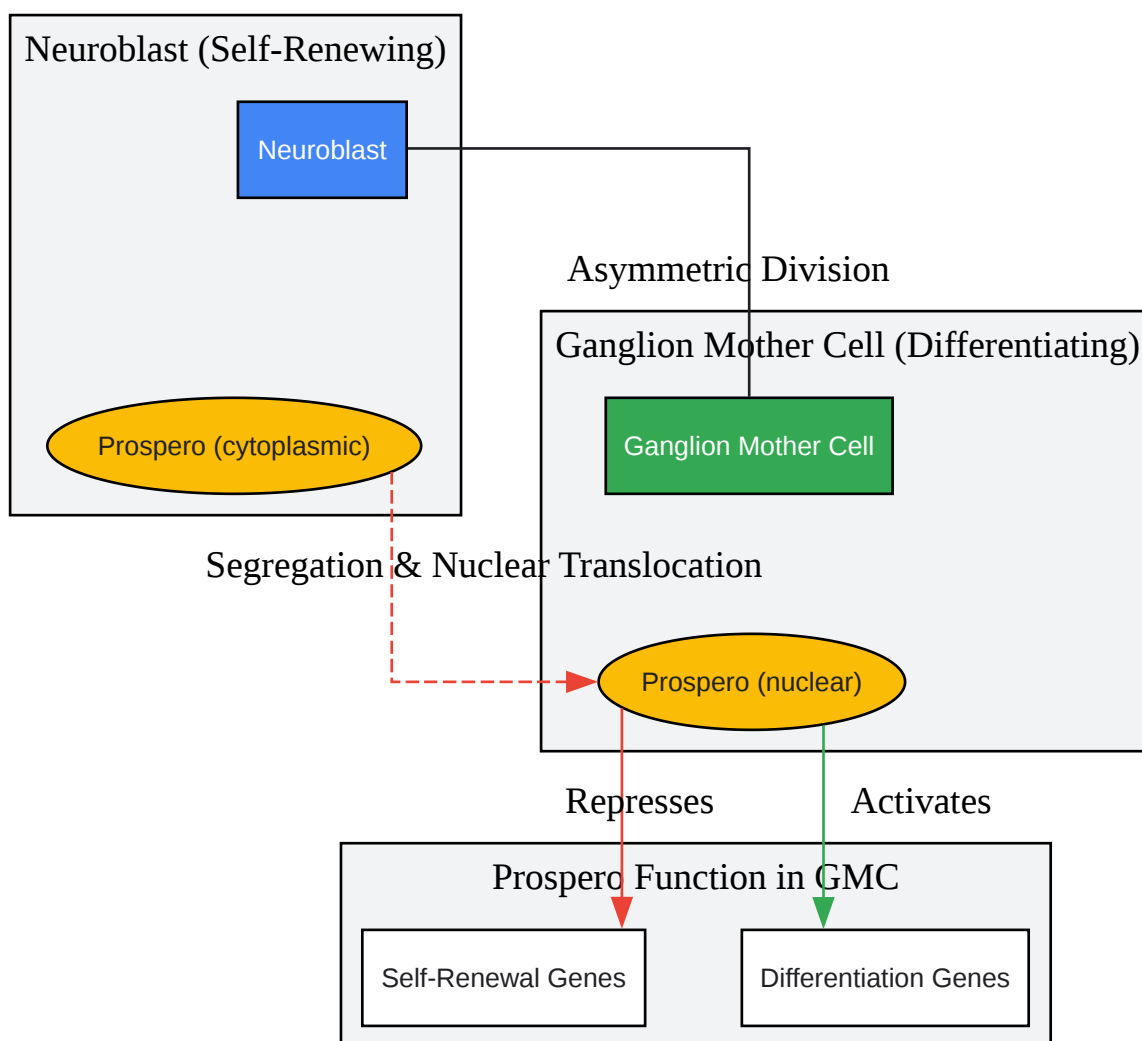 Neuroblast (Self-Renewing)
Neuroblast
Asymmetric Division
Ganglion Mother Cell (Differentiating)
Prospero (cytoplasmic)
Ganglion Mother Cell
Segregation & Nuclear Translocation
Prospero (nuclear)
Represses
Activates
Prospero Function in GMC
Self-Renewal Genes
Differentiation Genes